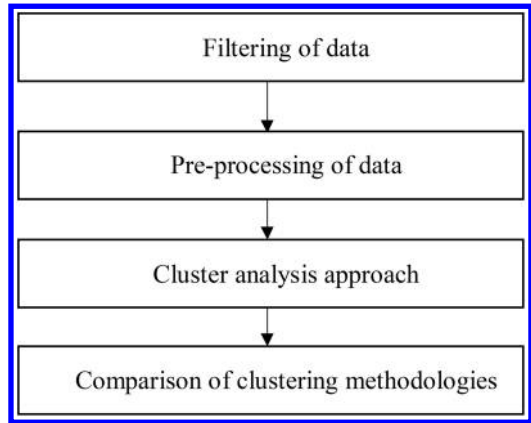 Filtering of data
Pre-processing of data
Cluster analysis approach
Comparison of clustering methodologies